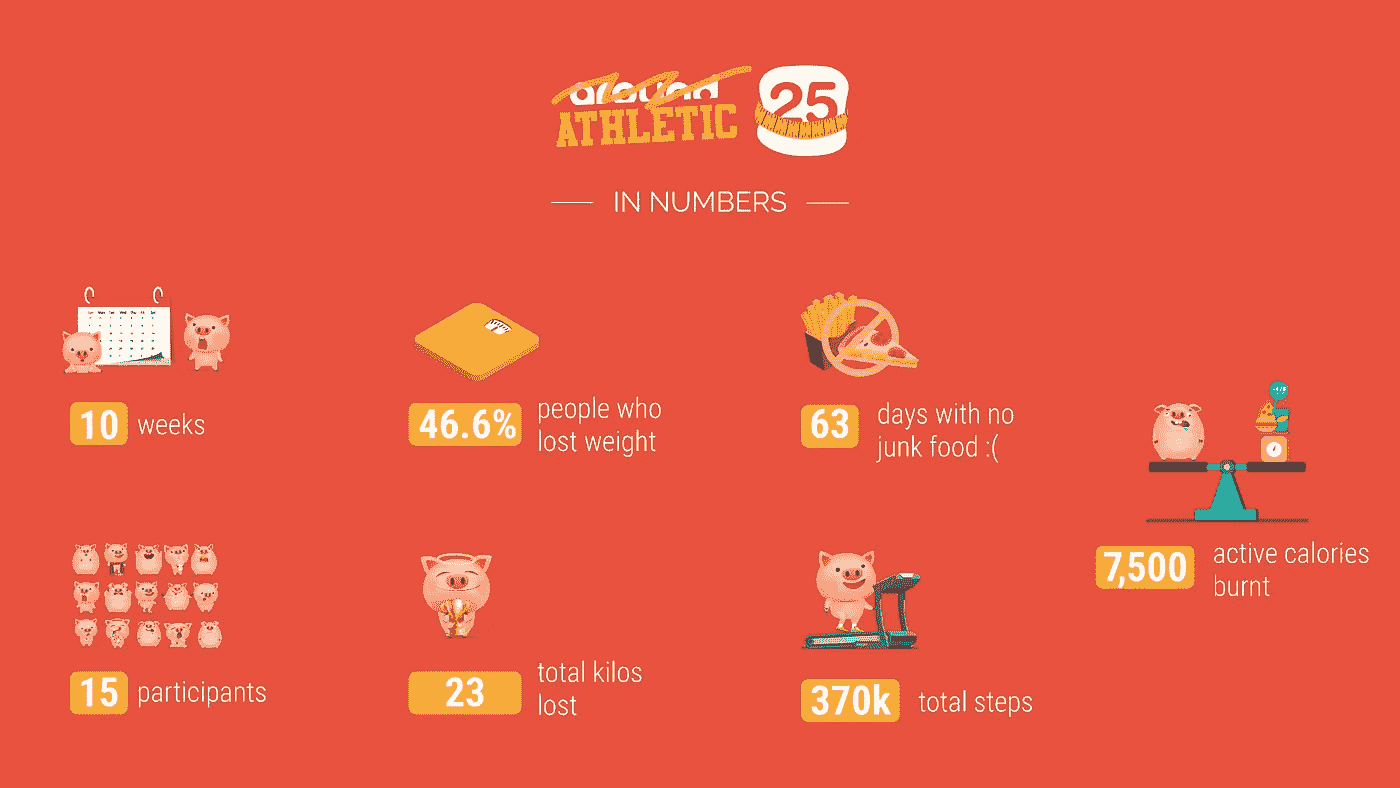 around
ATHLETIC
25
IN NUMBERS
10 weeks
46.6% people who
lost weight
63 days with no
junk food :(
7,500 active calories
burnt
15 participants
23 total kilos
lost
370k total steps